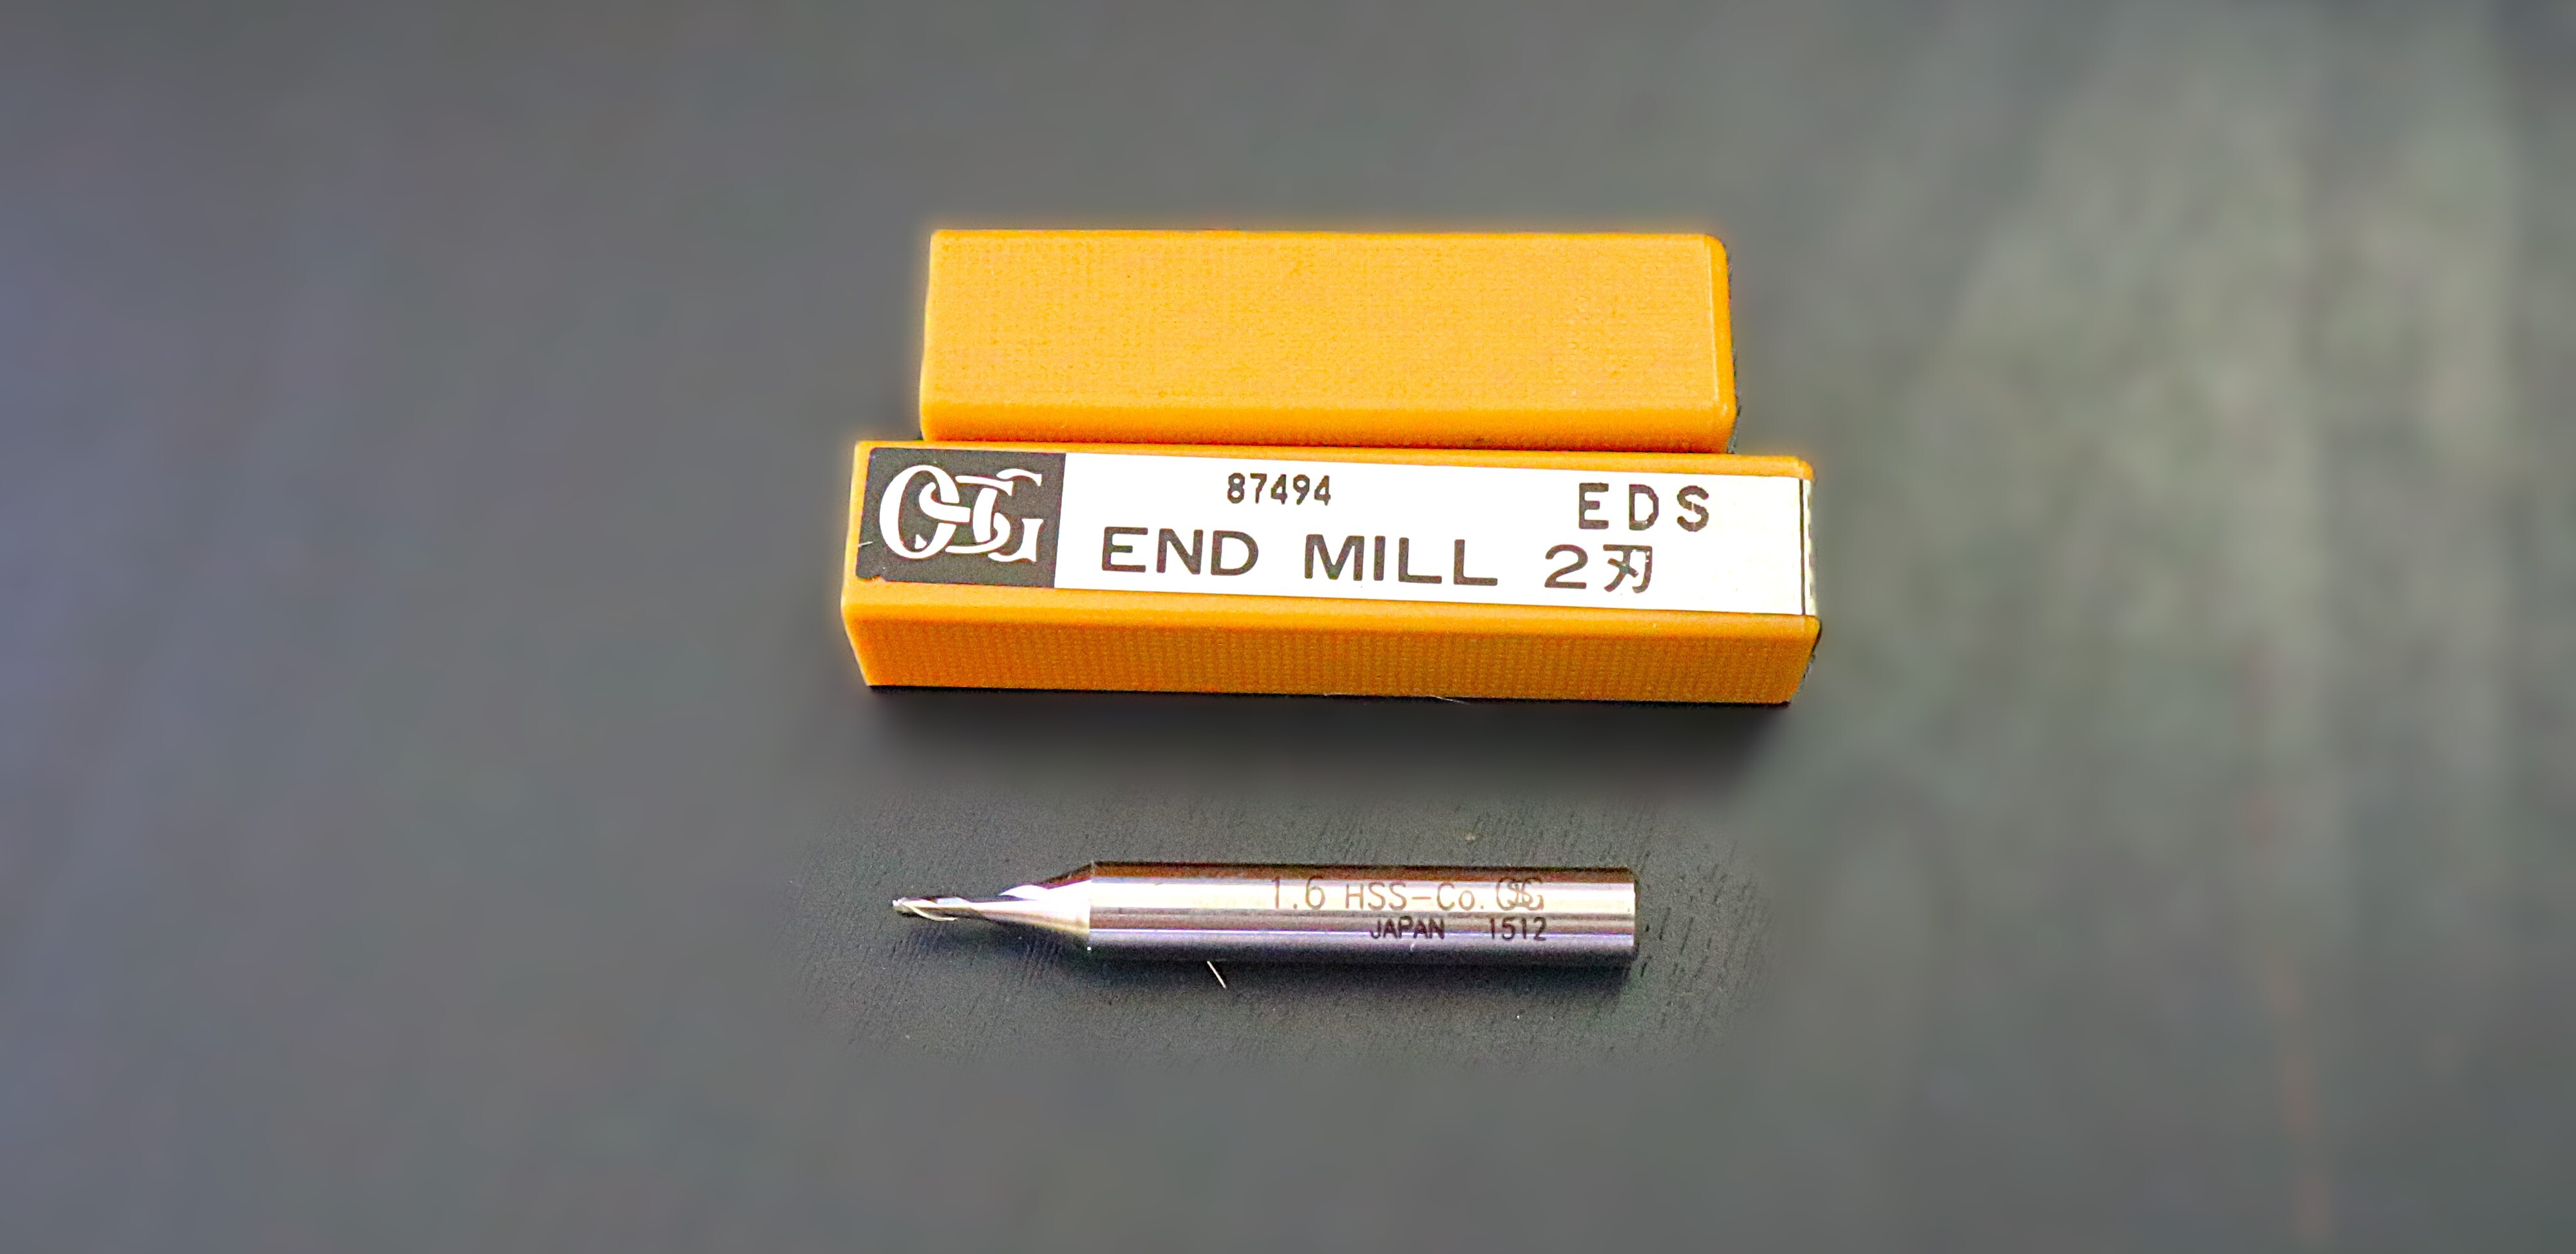 OSG
87494
EDS
END MILL 2刃
1.6 HSS-Co. OSG
JAPAN 1512